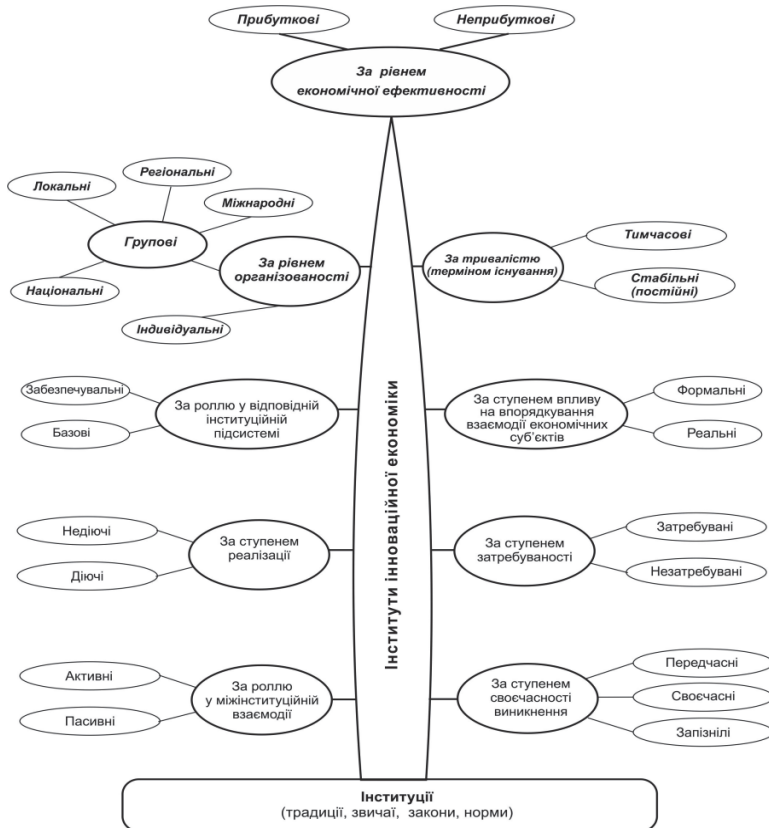 Прибуткові
Неприбуткові
За рівнем
економічної ефективності
Локальні
Регіональні
Міжнародні
Групові
Національні
За рівнем
організованості
Індивідуальні
За тривалістю
(терміном існування)
Тимчасові
Стабільні
(постійні)
Забезпечувальні
Базові
За роллю у відповідній
інституційній
підсистемі
За ступенем впливу
на впорядкування
взаємодії економічних
суб’єктів
Формальні
Реальні
Інститути інноваційної економіки
Недіючі
Діючі
За ступенем
реалізації
За ступенем
затребуваності
Затребувані
Незатребувані
Активні
Пасивні
За роллю
у міжінституційній
взаємодії
За ступенем
своєчасності
виникнення
Передчасні
Своєчасні
Запізнілі
Інституції
(традиції, звичаї, закони, норми)